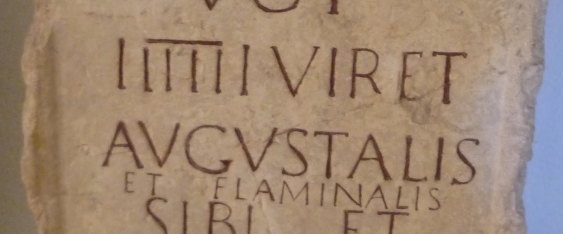 IIIIII VIR ET
AVGVSTALIS
ET FLAMINALIS
SIBI ET